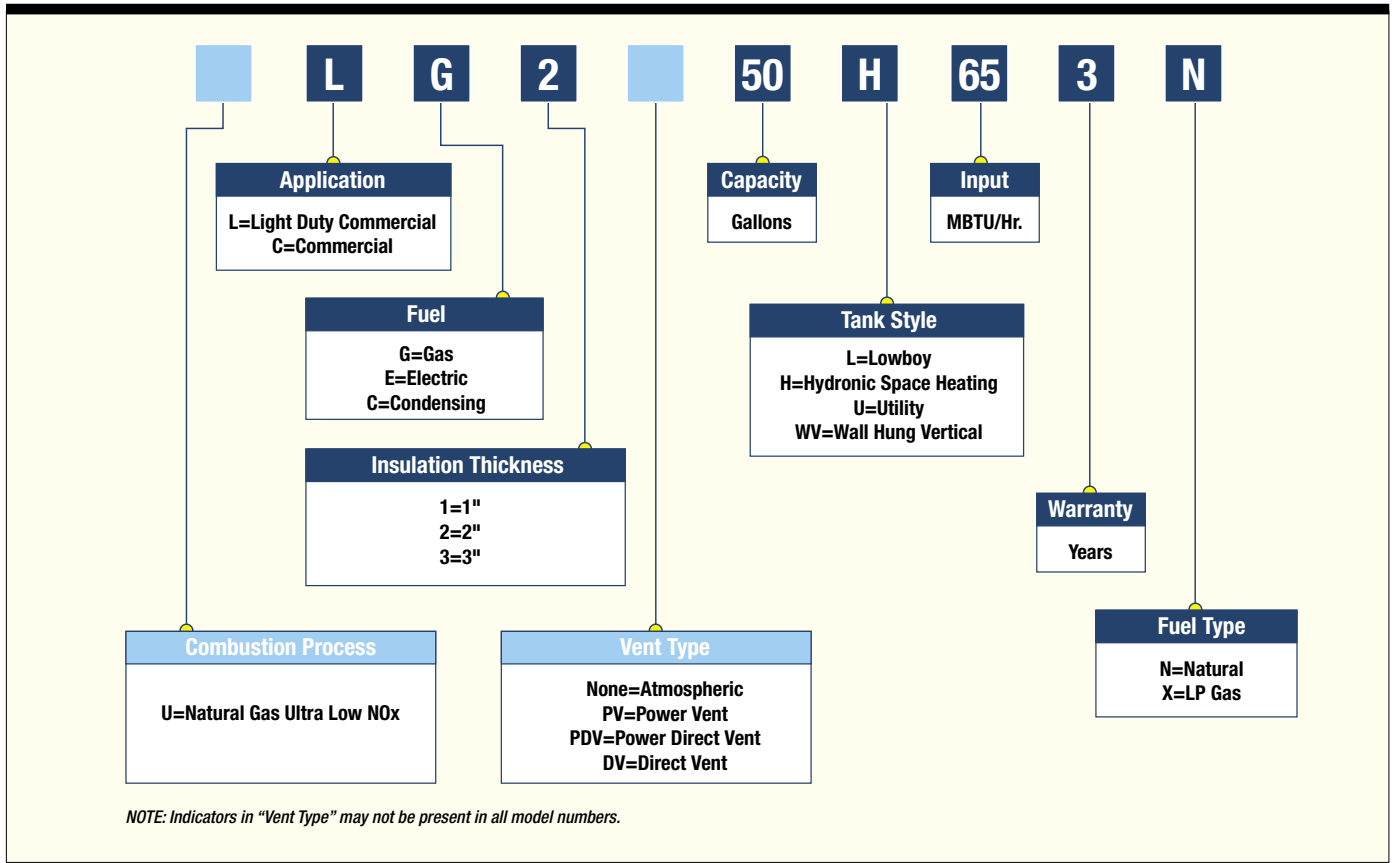 L G 2 50 H 65 3 N
Application
L=Light Duty Commercial
C=Commercial
Capacity
Gallons
Input
MBTU/Hr.
Fuel
G=Gas
E=Electric
C=Condensing
Tank Style
L=Lowboy
H=Hydronic Space Heating
U=Utility
WV=Wall Hung Vertical
Insulation Thickness
1=1"
2=2"
3=3"
Warranty
Years
Combustion Process
U=Natural Gas Ultra Low NOx
Vent Type
None=Atmospheric
PV=Power Vent
PDV=Power Direct Vent
DV=Direct Vent
Fuel Type
N=Natural
X=LP Gas
NOTE: Indicators in “Vent Type” may not be present in all model numbers.